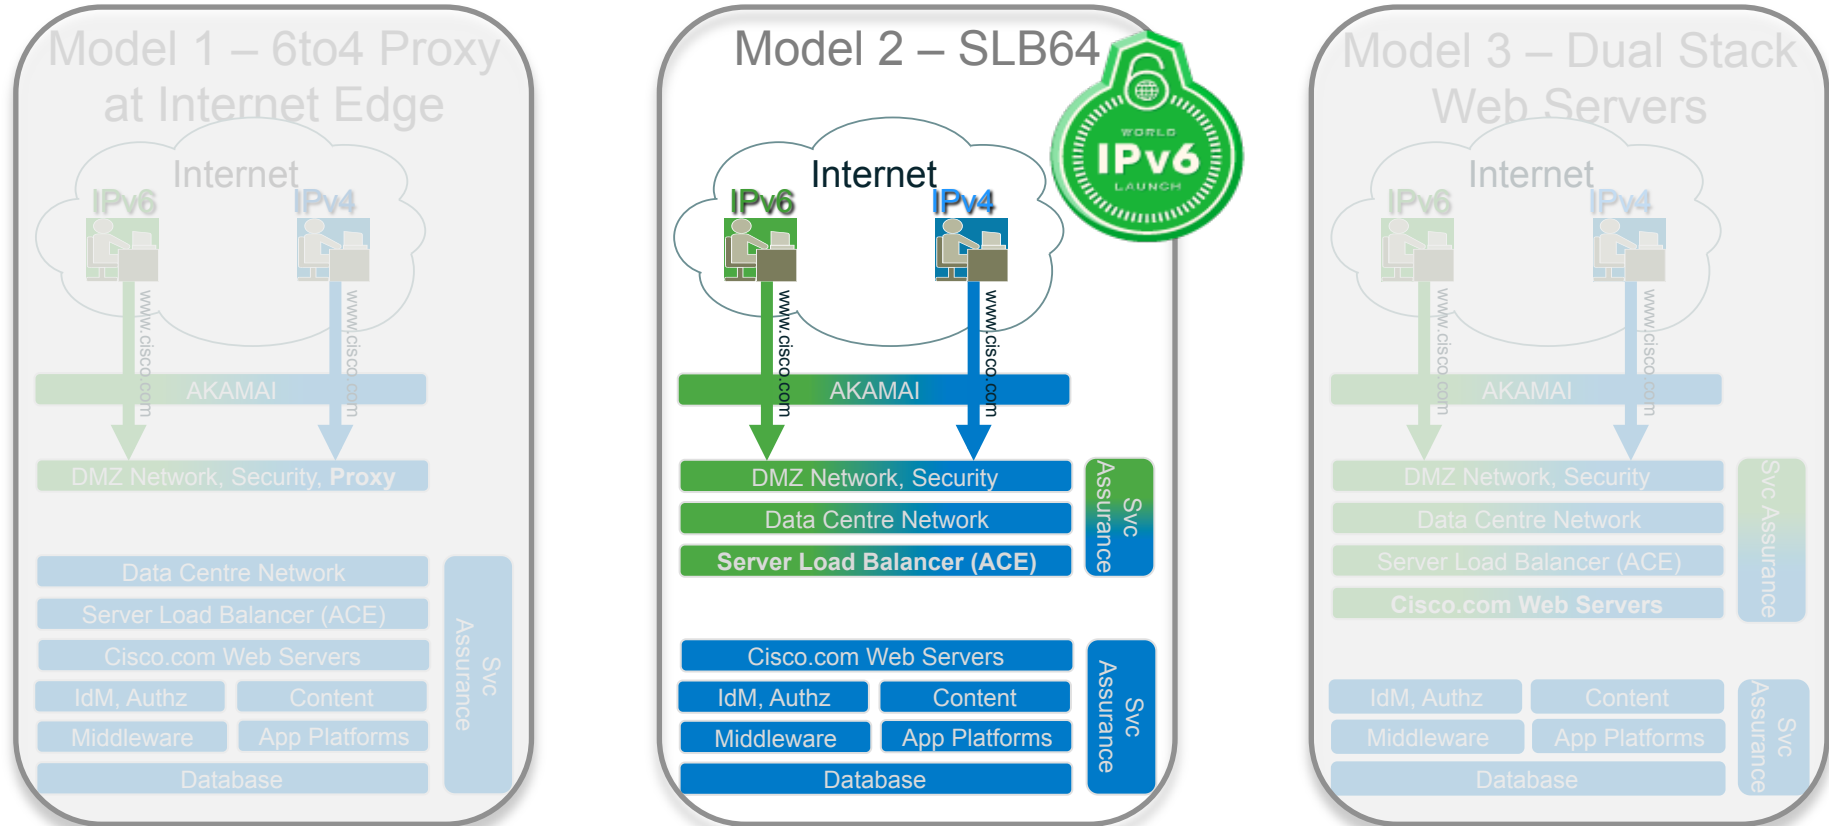 Model 1 – 6to4 Proxy
at Internet Edge
Internet
IPv6
IPv4
www.cisco.com
www.cisco.com
AKAMAI
DMZ Network, Security, Proxy
Data Centre Network
Server Load Balancer (ACE)
Cisco.com Web Servers
IdM, Authz
Content
Middleware
App Platforms
Database
Svc
Assurance
Model 2 – SLB64
WORLD
IPv6
LAUNCH
Internet
IPv6
IPv4
www.cisco.com
www.cisco.com
AKAMAI
DMZ Network, Security
Data Centre Network
Server Load Balancer (ACE)
Svc
Assurance
Cisco.com Web Servers
IdM, Authz
Content
Middleware
App Platforms
Database
Svc
Assurance
Model 3 – Dual Stack
Web Servers
Internet
IPv6
IPv4
www.cisco.com
www.cisco.com
AKAMAI
DMZ Network, Security
Data Centre Network
Server Load Balancer (ACE)
Cisco.com Web Servers
Svc Assurance
IdM, Authz
Content
Middleware
App Platforms
Database
Svc
Assurance